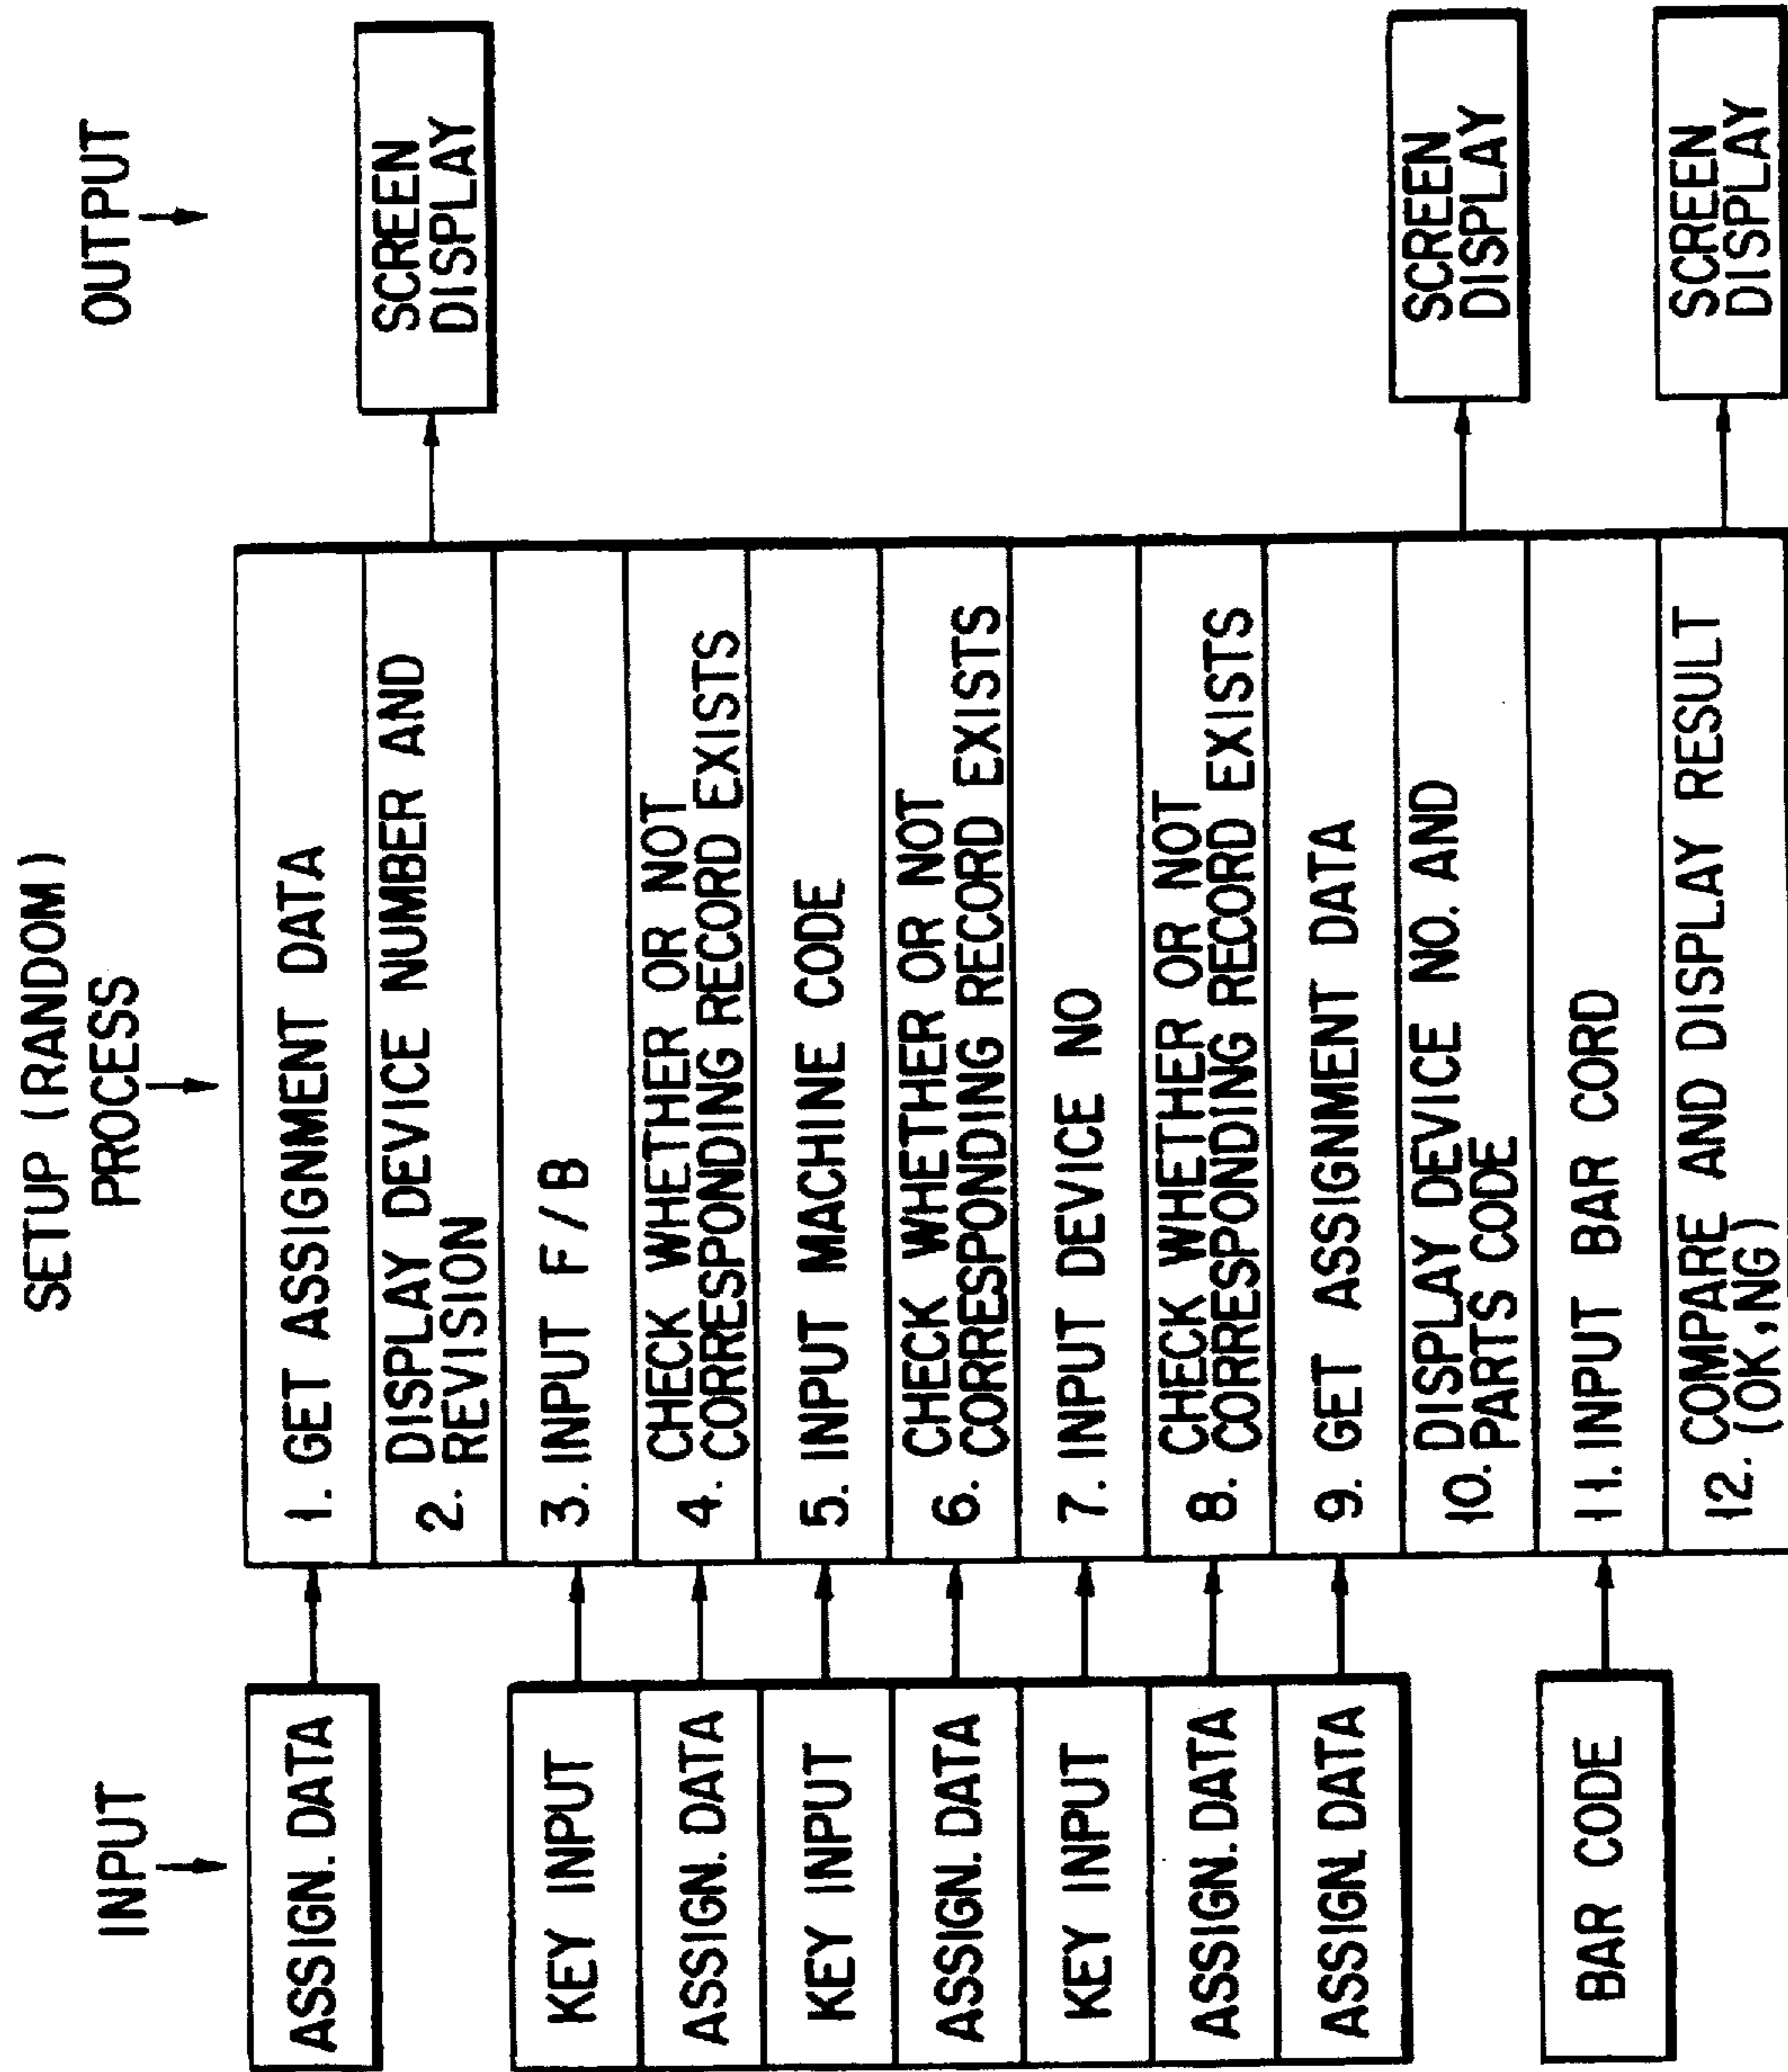 SETUP (RANDOM)
INPUT
PROCESS
OUTPUT
ASSIGN. DATA
1. GET ASSIGNMENT DATA
2. DISPLAY DEVICE NUMBER AND
REVISION
SCREEN
DISPLAY
KEY INPUT
3. INPUT F/B
ASSIGN. DATA
4. CHECK WHETHER OR NOT
CORRESPONDING RECORD EXISTS
KEY INPUT
5. INPUT MACHINE CODE
ASSIGN. DATA
6. CHECK WHETHER OR NOT
CORRESPONDING RECORD EXISTS
KEY INPUT
7. INPUT DEVICE NO
ASSIGN. DATA
8. CHECK WHETHER OR NOT
CORRESPONDING RECORD EXISTS
ASSIGN. DATA
9. GET ASSIGNMENT DATA
10. DISPLAY DEVICE NO. AND
PARTS CODE
SCREEN
DISPLAY
BAR CODE
11. INPUT BAR CORD
12. COMPARE AND DISPLAY RESULT
(OK, NG)
SCREEN
DISPLAY